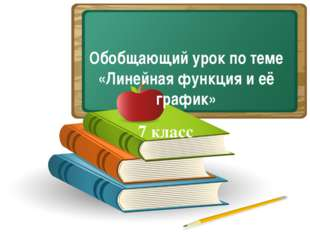 Обобщающий урок по теме
«Линейная функция и её
график»
7 класс